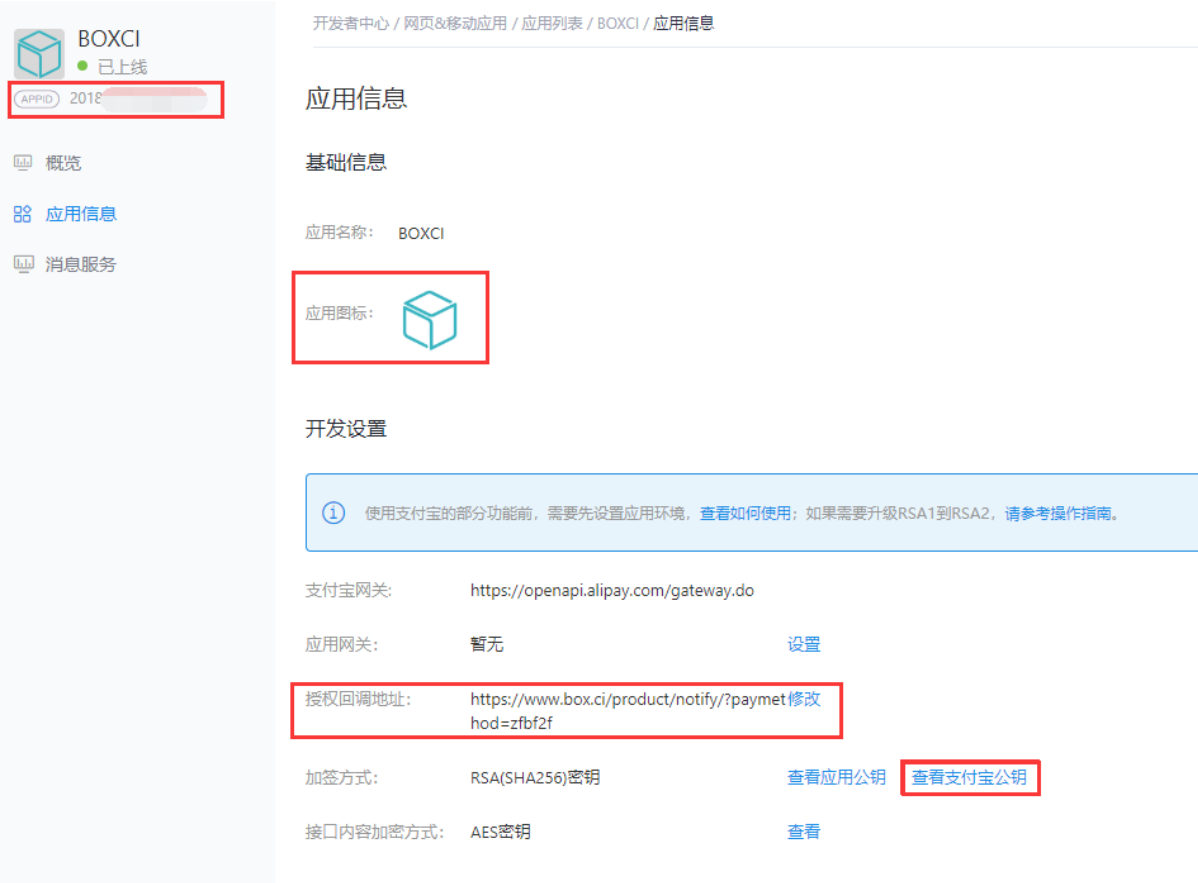 BOXCI
已上线
APPID 2018
概览
应用信息
消息服务
开发者中心 / 网页&移动应用 / 应用列表 / BOXCI / 应用信息
应用信息
基础信息
应用名称： BOXCI
应用图标：
开发设置
使用支付宝的部分功能前，需要先设置应用环境，查看如何使用；如果需要升级RSA1到RSA2，请参考操作指南。
支付宝网关: https://openapi.alipay.com/gateway.do
应用网关: 暂无 设置
授权回调地址: https://www.box.ci/product/notify/?paymet修改
hod=zfbf2f
加签方式: RSA(SHA256)密钥 查看应用公钥 查看支付宝公钥
接口内容加密方式: AES密钥 查看